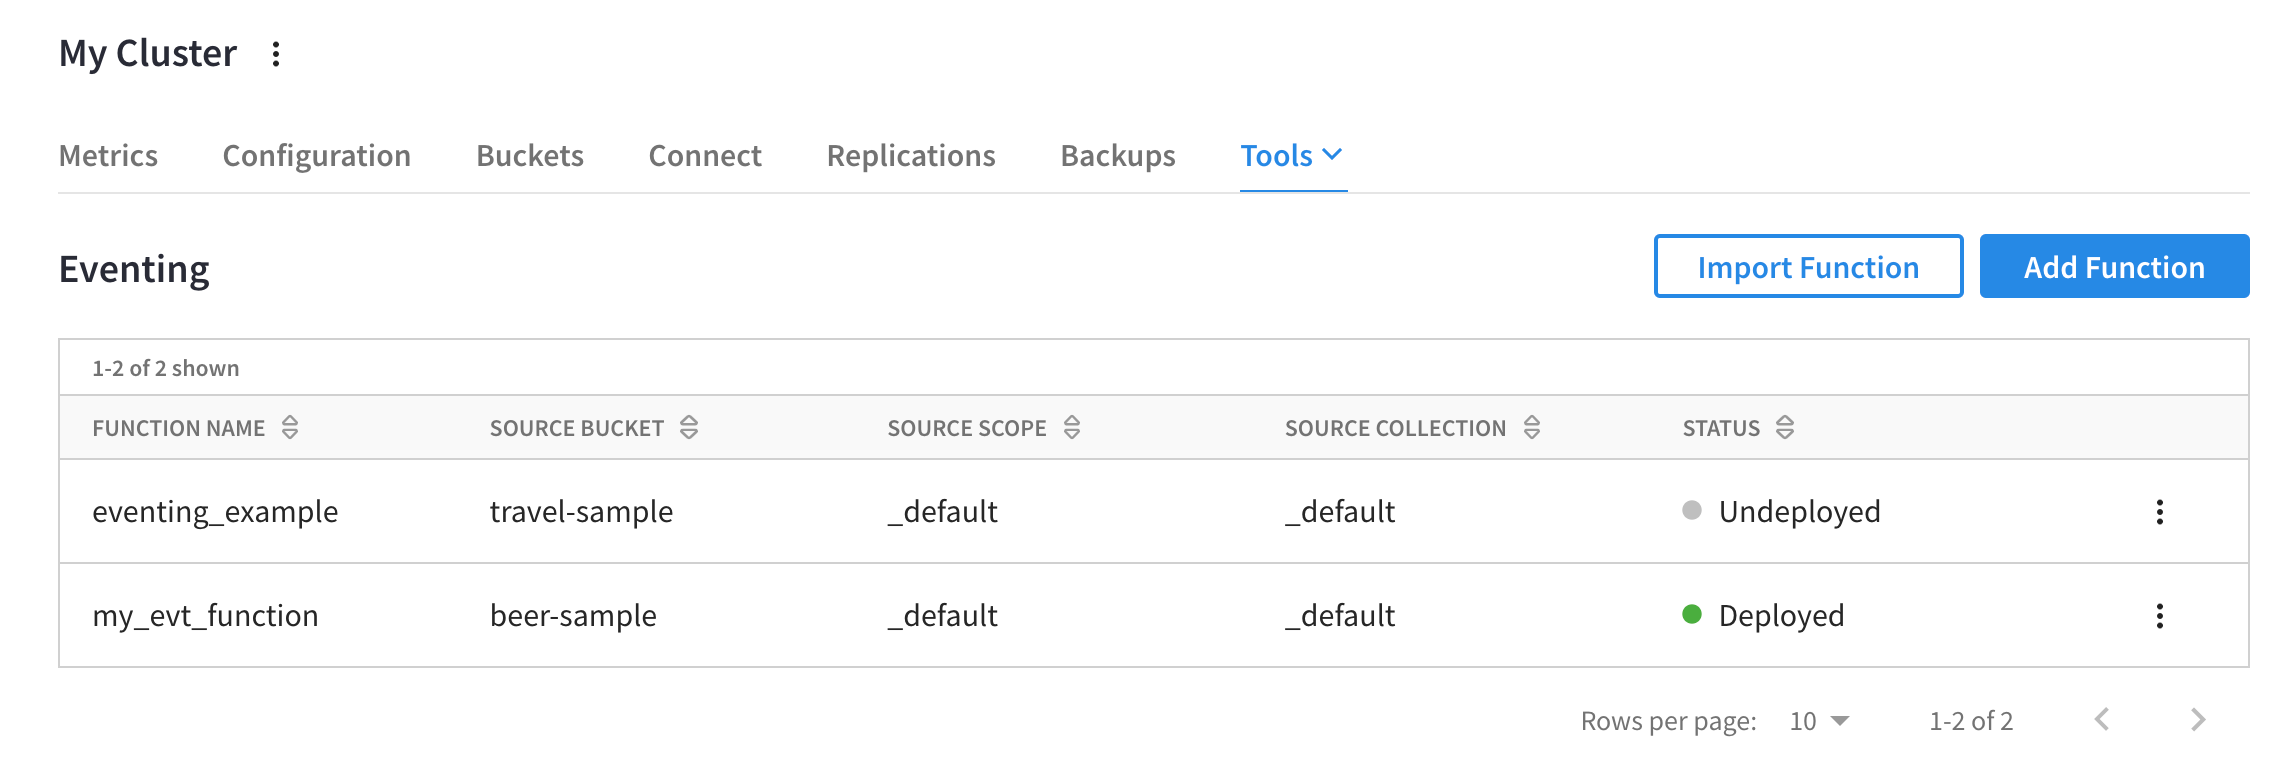 My Cluster
Metrics Configuration Buckets Connect Replications Backups Tools
Eventing Import Function Add Function
1-2 of 2 shown
FUNCTION NAME SOURCE BUCKET SOURCE SCOPE SOURCE COLLECTION STATUS
eventing_example travel-sample _default _default Undeployed
my_evt_function beer-sample _default _default Deployed
Rows per page: 10 1-2 of 2